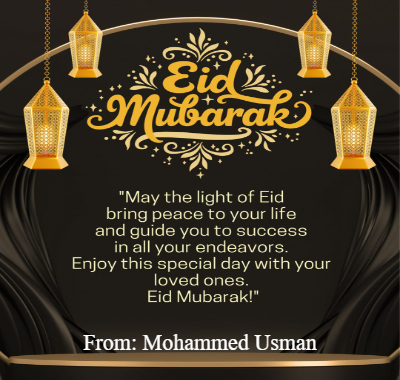 Eid
Mubarak
"May the light of Eid
bring peace to your life
and guide you to success
in all your endeavors.
Enjoy this special day with your
loved ones.
Eid Mubarak!"
From: Mohammed Usman